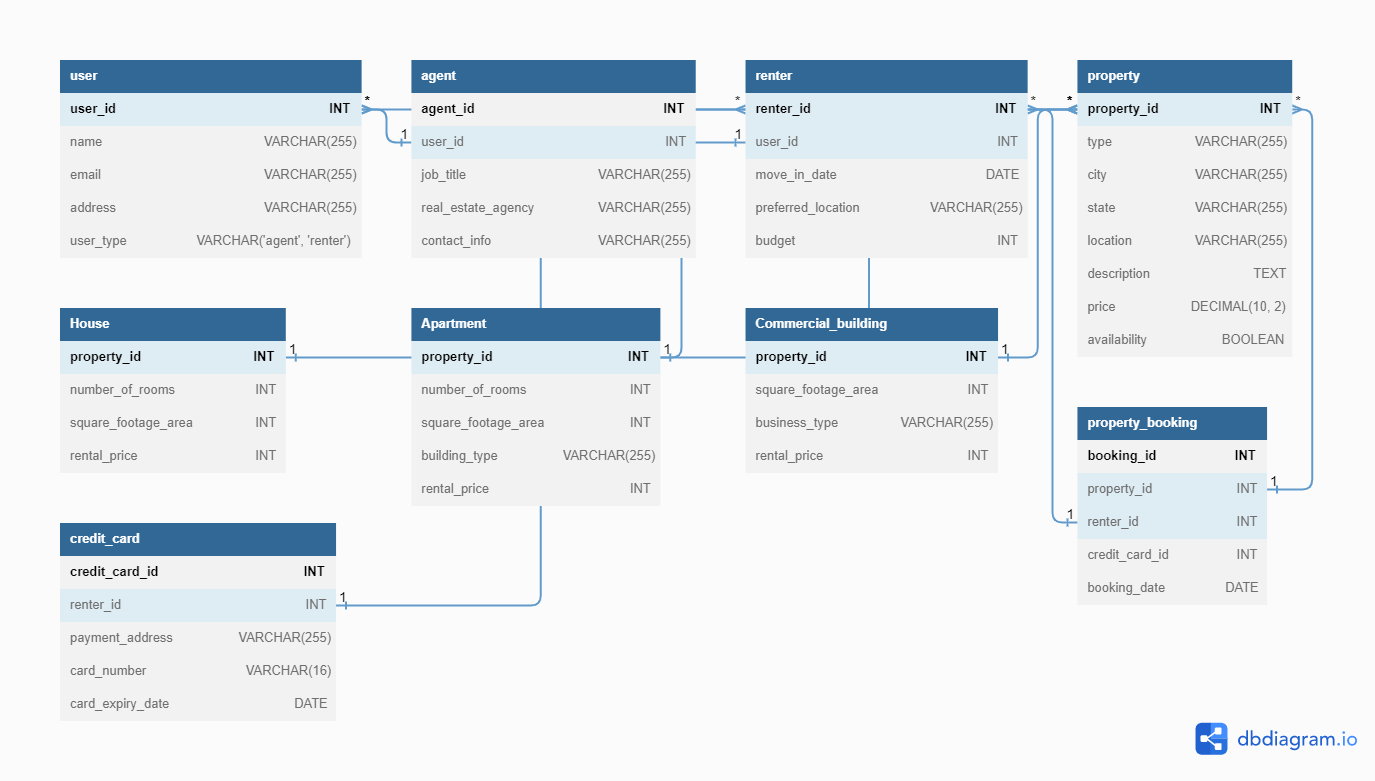 user
user_id INT
name VARCHAR(255)
email VARCHAR(255)
address VARCHAR(255)
user_type VARCHAR('agent', 'renter')
*
agent
agent_id INT
1
user_id INT
job_title VARCHAR(255)
real_estate_agency VARCHAR(255)
contact_info VARCHAR(255)
*
1
renter
renter_id INT
user_id INT
move_in_date DATE
preferred_location VARCHAR(255)
budget INT
*
*
property
property_id INT
type VARCHAR(255)
city VARCHAR(255)
state VARCHAR(255)
location VARCHAR(255)
description TEXT
price DECIMAL(10, 2)
availability BOOLEAN
*
House
property_id INT
1
number_of_rooms INT
square_footage_area INT
rental_price INT
Apartment
property_id INT
1
number_of_rooms INT
square_footage_area INT
building_type VARCHAR(255)
rental_price INT
Commercial_building
property_id INT
1
square_footage_area INT
business_type VARCHAR(255)
rental_price INT
property_booking
booking_id INT
property_id INT
1
1
renter_id INT
credit_card_id INT
booking_date DATE
credit_card
credit_card_id INT
renter_id INT
1
payment_address VARCHAR(255)
card_number VARCHAR(16)
card_expiry_date DATE
dbdiagram.io